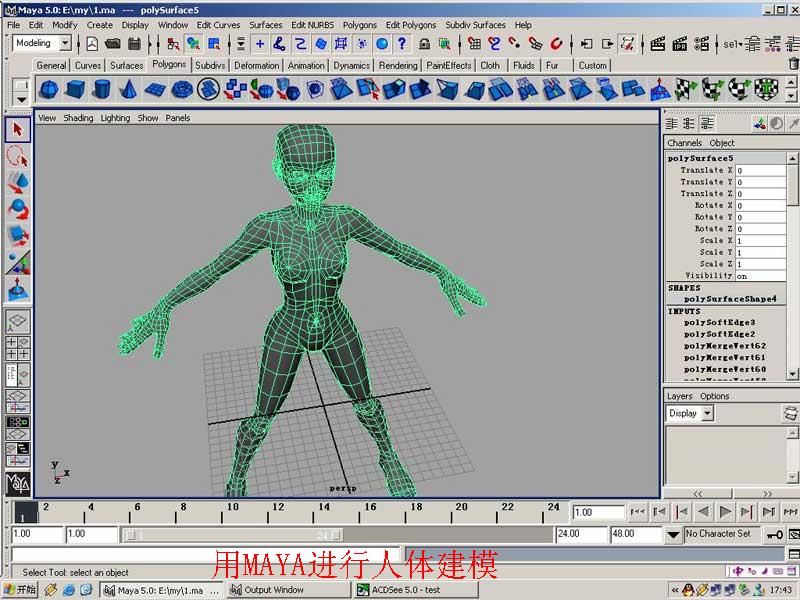 Maya 5.0: E:\my\1.ma --- polySurface5
File Edit Modify Create Display Window Edit Curves Surfaces Edit NURBS Polygons Edit Polygons Subdiv Surfaces Help
Modeling
sel
General Curves Surfaces Polygons Subdivs Deformation Animation Dynamics Rendering PaintEffects Cloth Fluids Fur Custom
View Shading Lighting Show Panels
Channels Object
polySurface5
Translate X 0
Translate Y 0
Translate Z 0
Rotate X 0
Rotate Y 0
Rotate Z 0
Scale X 1
Scale Y 1
Scale Z 1
Visibility on
SHAPES
polySurfaceShape4
INPUTS
polySoftEdge3
polySoftEdge2
polyMergeVert62
polyMergeVert61
polyMergeVert60
Layers Options
Display
y
x
z
persp
MAYA
1 2 4 6 8 10 12 14 16 18 20 22 24
1.00
1.00 1.00 1 24 24.00 48.00 No Character Set
用MAYA进行人体建模
Select Tool: select an object
开始 Maya 5.0: E:\my\1.ma ... Output Window ACDSee 5.0 - test 17:43